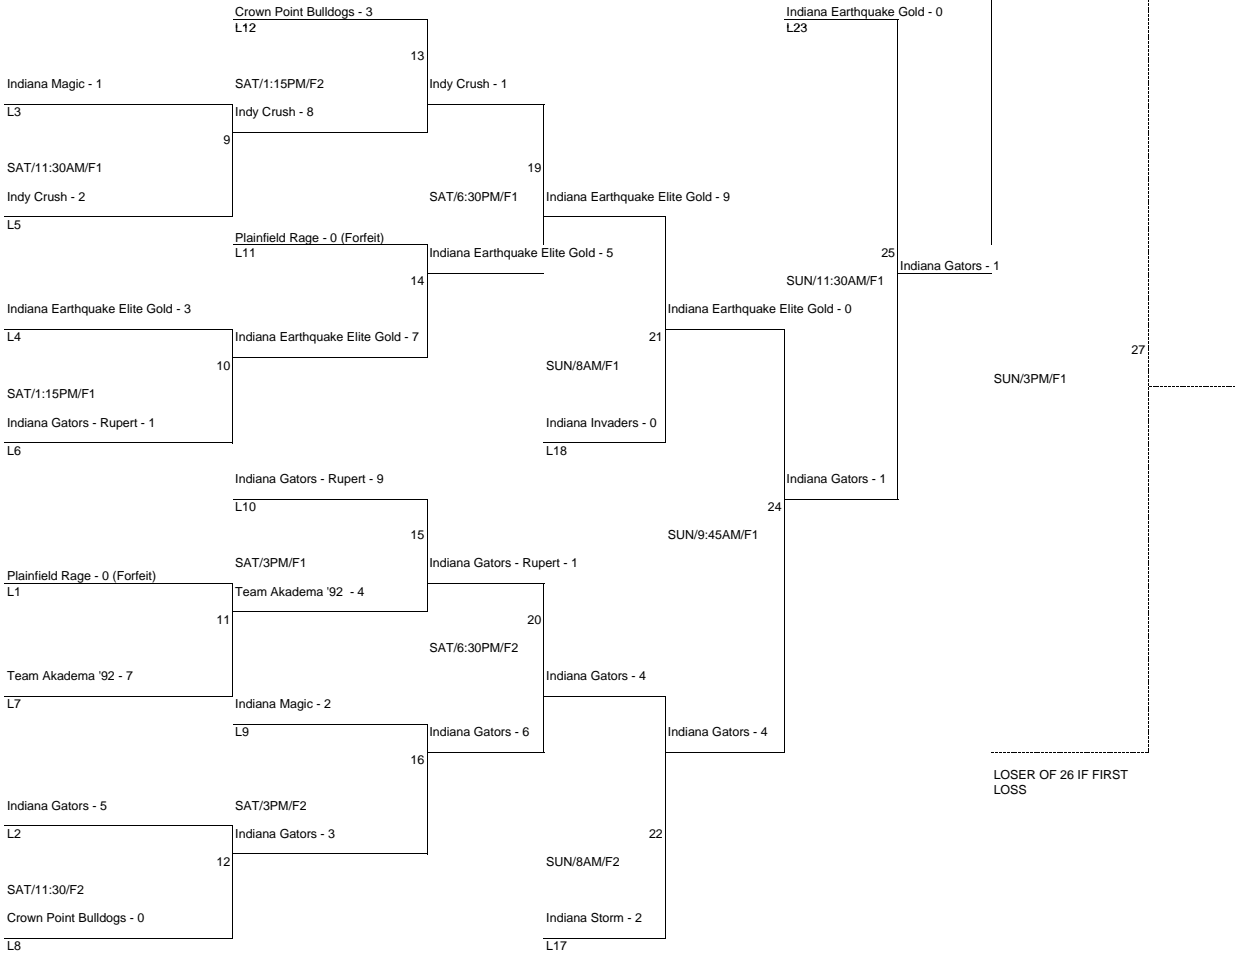 Crown Point Bulldogs - 3
L12
13
SAT/1:15PM/F2
Indiana Magic - 1
L3
Indy Crush - 8
9
SAT/11:30AM/F1
Indy Crush - 2
L5
Indy Crush - 1
19
SAT/6:30PM/F1
Indiana Earthquake Elite Gold - 9
Plainfield Rage - 0 (Forfeit)
L11
Indiana Earthquake Elite Gold - 5
14
Indiana Earthquake Elite Gold - 3
L4
Indiana Earthquake Elite Gold - 7
10
SAT/1:15PM/F1
Indiana Gators - Rupert - 1
L6
Indiana Earthquake Elite Gold - 0
21
SUN/8AM/F1
Indiana Invaders - 0
L18
Indiana Earthquake Gold - 0
L23
25
SUN/11:30AM/F1
Indiana Gators - 1
27
SUN/3PM/F1
Indiana Gators - Rupert - 9
L10
15
SAT/3PM/F1
Indiana Gators - Rupert - 1
Plainfield Rage - 0 (Forfeit)
L1
Team Akadema '92 - 4
11
Team Akadema '92 - 7
L7
20
SAT/6:30PM/F2
Indiana Gators - 4
Indiana Magic - 2
L9
Indiana Gators - 6
16
SAT/3PM/F2
Indiana Gators - 5
L2
Indiana Gators - 3
12
SAT/11:30/F2
Crown Point Bulldogs - 0
L8
Indiana Gators - 4
22
SUN/8AM/F2
Indiana Storm - 2
L17
Indiana Gators - 1
24
SUN/9:45AM/F1
LOSER OF 26 IF FIRST
LOSS